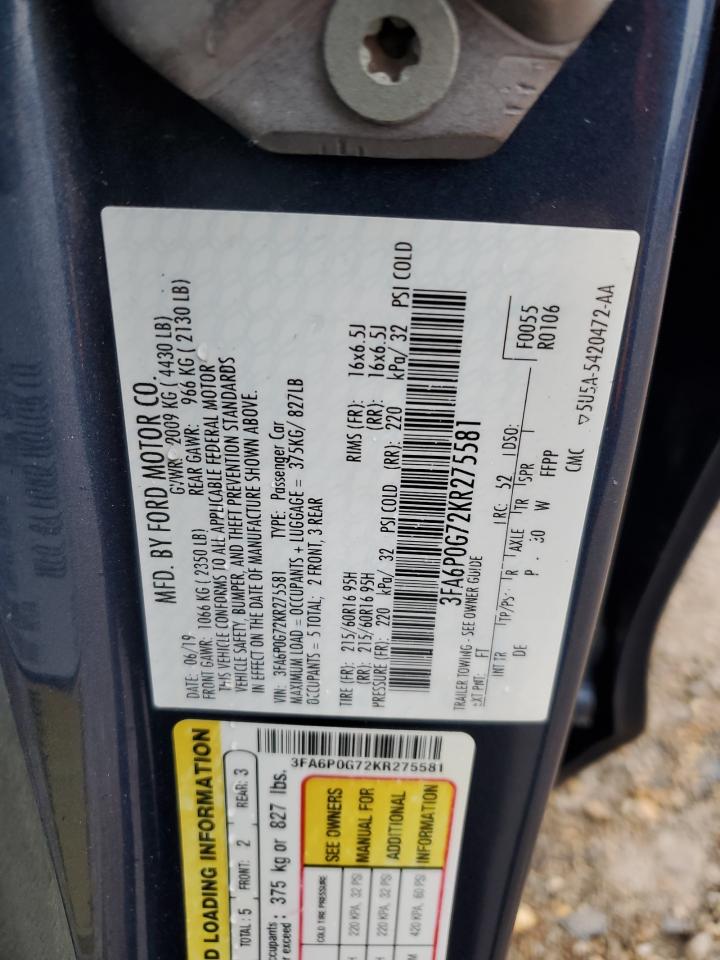 MFD. BY FORD MOTOR CO.
DATE: 06/19 GVWR: 2009 KG ( 4430 LB)
FRONT GAWR: 1066 KG ( 2350 LB) REAR GAWR: 966 KG ( 2130 LB)
THIS VEHICLE CONFORMS TO ALL APPLICABLE FEDERAL MOTOR
VEHICLE SAFETY, BUMPER, AND THEFT PREVENTION STANDARDS
IN EFFECT ON THE DATE OF MANUFACTURE SHOWN ABOVE.
VIN: 3FA6P0G72KR275581 TYPE: Passenger Car
MAXIMUM LOAD = OCCUPANTS + LUGGAGE = 375KG/ 827LB
OCCUPANTS = 5 TOTAL; 2 FRONT, 3 REAR
TIRE (FR): 215/60R16 95H RIMS (FR): 16x6.5J
(RR): 215/60R16 95H (RR): 16x6.5J
PRESSURE (FR): 220 kPa/ 32 PSI COLD (RR): 220 kPa/ 32 PSI COLD
3FA6P0G72KR275581
TRAILER TOWING - SEE OWNER GUIDE
EXT PNT: FT RC: 52 DSO: F0055
INT TR TP/PS R AXLE TR SPR R0106
DE P . 30 W FFPP
CMC
▽5U5A-5420472-AA
3FA6P0G72KR275581
D LOADING INFORMATION
TOTAL : 5 FRONT: 2 REAR: 3
375 kg or 827 lbs.
COLD TIRE PRESSURE
220 KPA, 32 PSI
220 KPA, 32 PSI
420 KPA, 60 PSI
SEE OWNERS
MANUAL FOR
ADDITIONAL
INFORMATION